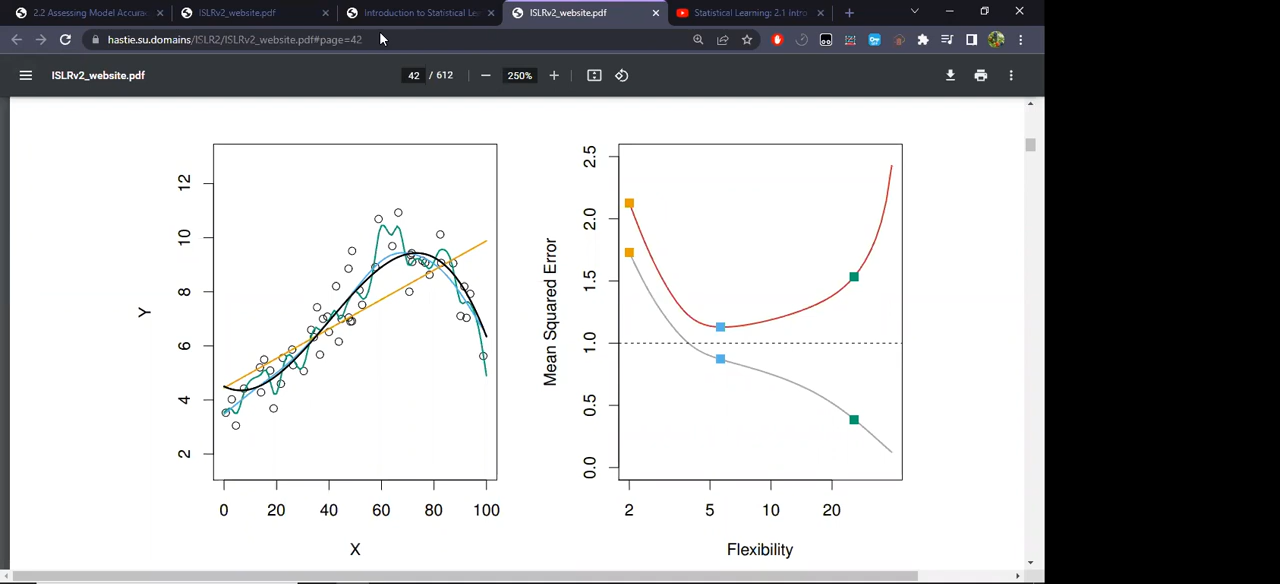 2.2 Assessing Model Accura
ISLRv2_website.pdf
Introduction to Statistical Le
ISLRv2_website.pdf
Statistical Learning: 2.1 Intro
hastie.su.domains/ISLR2/ISLRv2_website.pdf#page=42
ISLRv2_website.pdf
42 / 612
250%
12
10
8
6
4
2
Y
0 20 40 60 80 100
X
2.5
2.0
1.5
1.0
0.5
0.0
Mean Squared Error
2 5 10 20
Flexibility